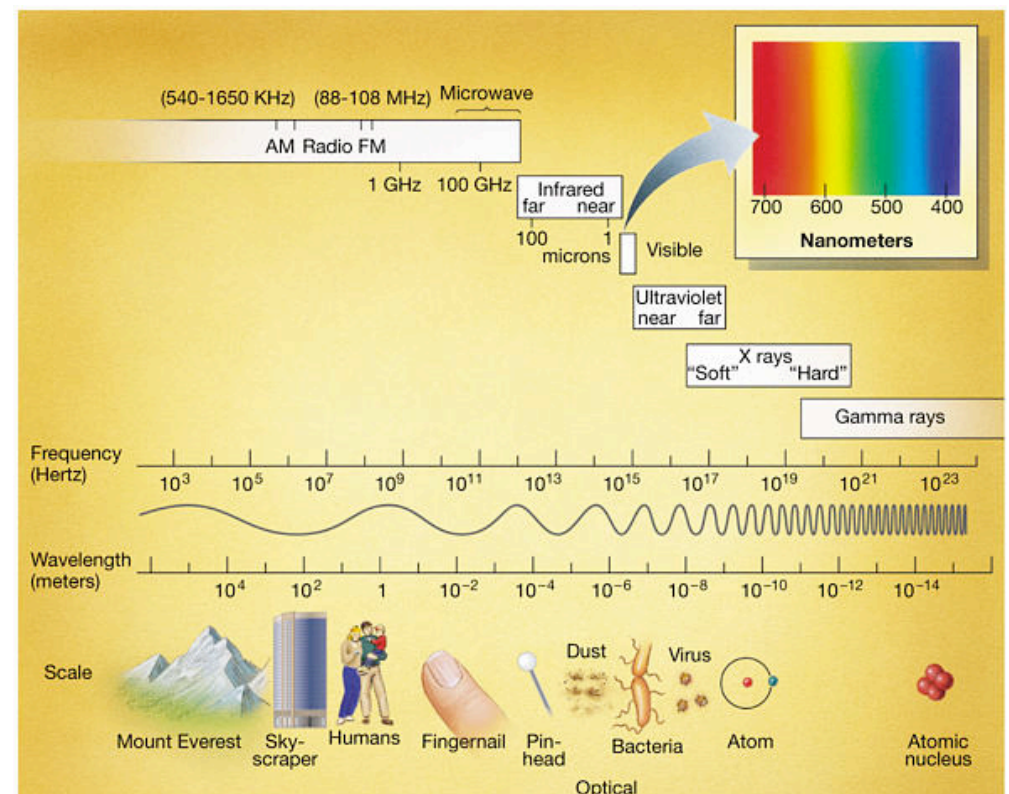 (540-1650 KHz) (88-108 MHz) Microwave
AM Radio FM
1 GHz 100 GHz
Infrared
far near
100 1
microns
Visible
700 600 500 400
Nanometers
Ultraviolet
near far
X rays
“Soft” “Hard”
Gamma rays
Frequency
(Hertz)
10³ 10⁵ 10⁷ 10⁹ 10¹¹ 10¹³ 10¹⁵ 10¹⁷ 10¹⁹ 10²¹ 10²³
Wavelength
(meters)
10⁴ 10² 1 10⁻² 10⁻⁴ 10⁻⁶ 10⁻⁸ 10⁻¹⁰ 10⁻¹² 10⁻¹⁴
Scale
Dust
Virus
Mount Everest
Sky-
scraper
Humans
Fingernail
Pin-
head
Bacteria
Atom
Atomic
nucleus
Optical